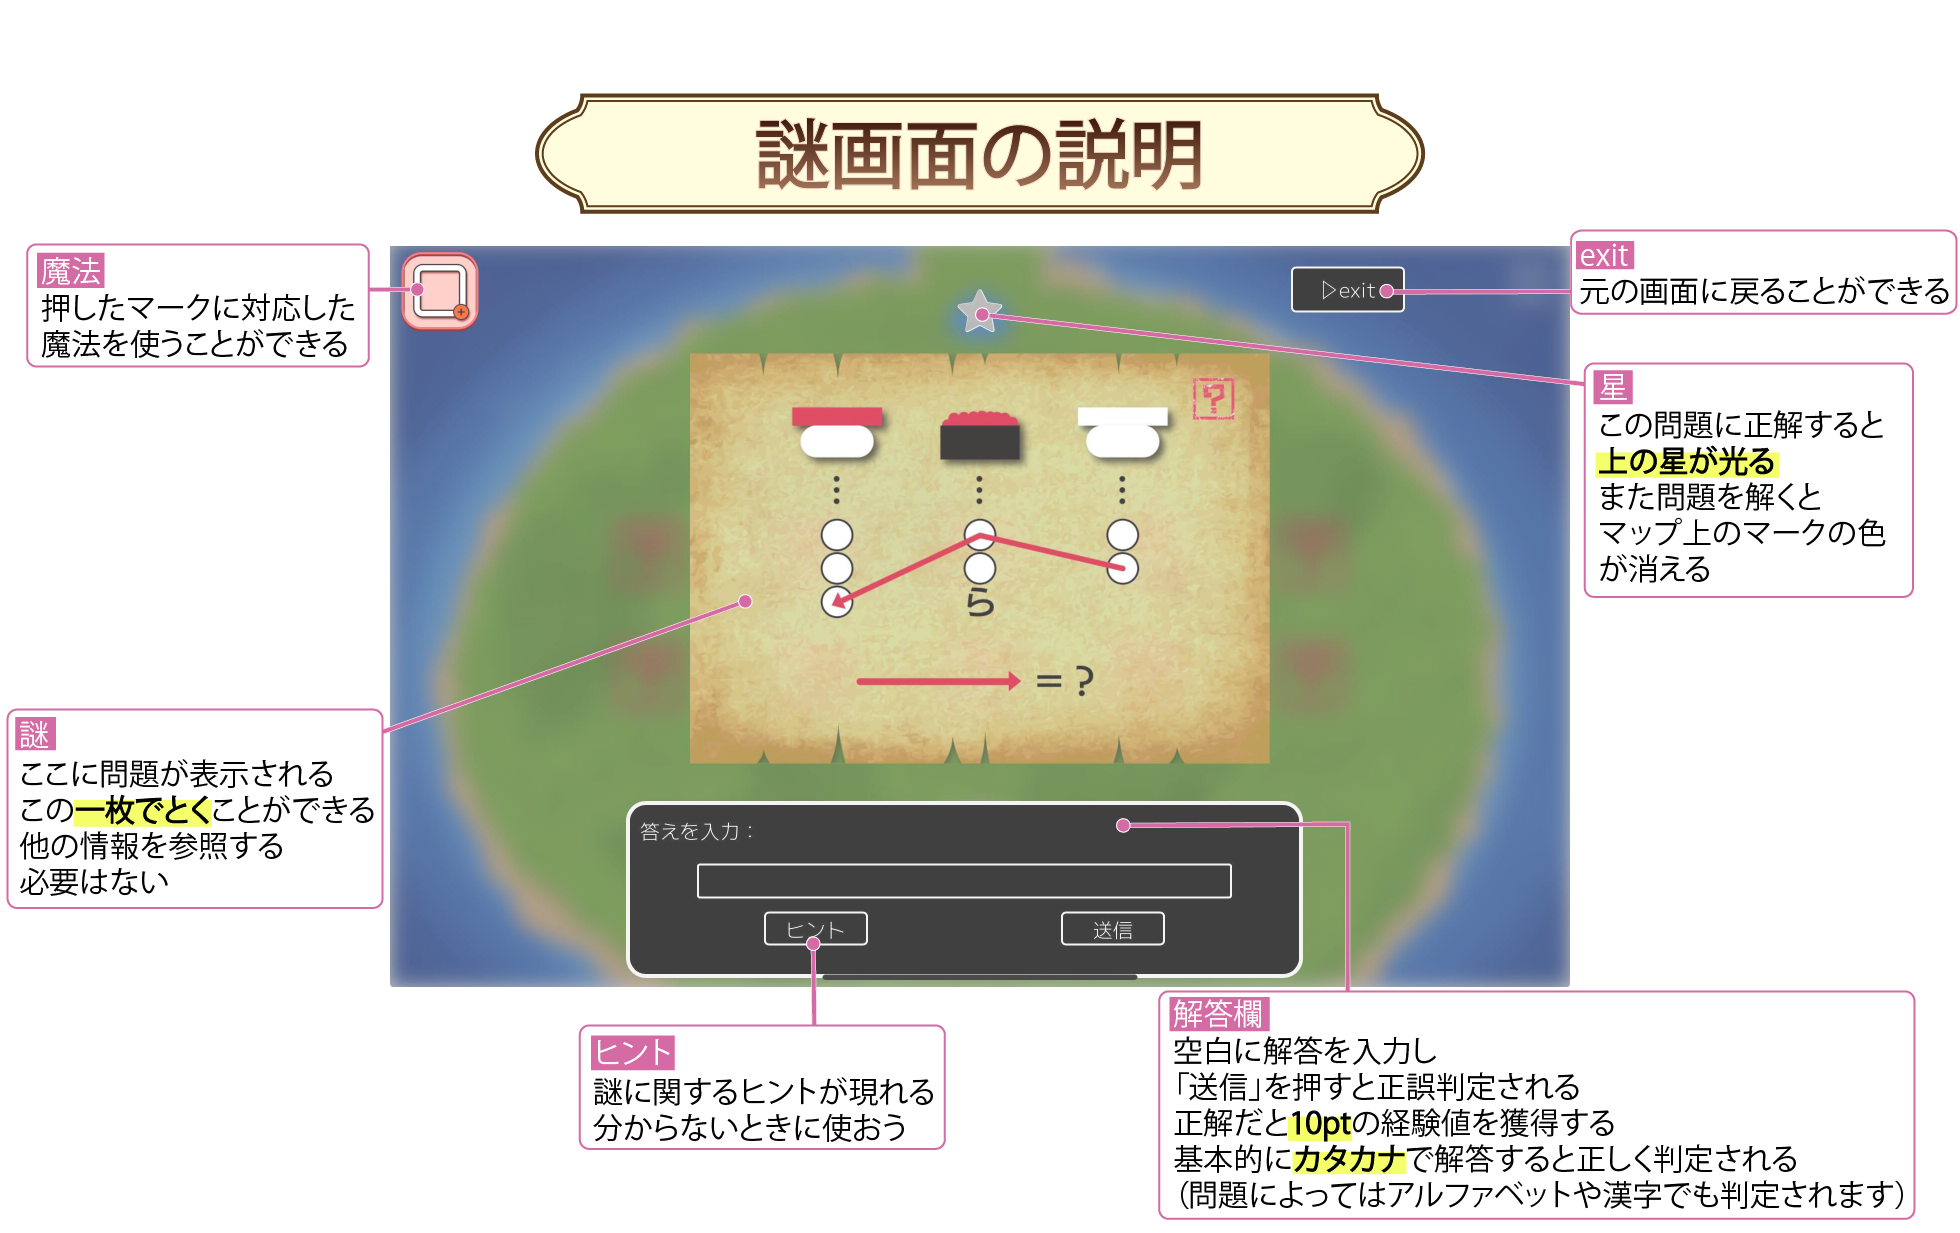 謎画面の説明
魔法
押したマークに対応した
魔法を使うことができる
▷exit
exit
元の画面に戻ることができる
星
この問題に正解すると
上の星が光る
また問題を解くと
マップ上のマークの色
が消える
?
ら
=?
謎
ここに問題が表示される
この一枚でとくことができる
他の情報を参照する
必要はない
答えを入力：
ヒント
送信
ヒント
謎に関するヒントが現れる
分からないときに使おう
解答欄
空白に解答を入力し
「送信」を押すと正誤判定される
正解だと10ptの経験値を獲得する
基本的にカタカナで解答すると正しく判定される
（問題によってはアルファベットや漢字でも判定されます）